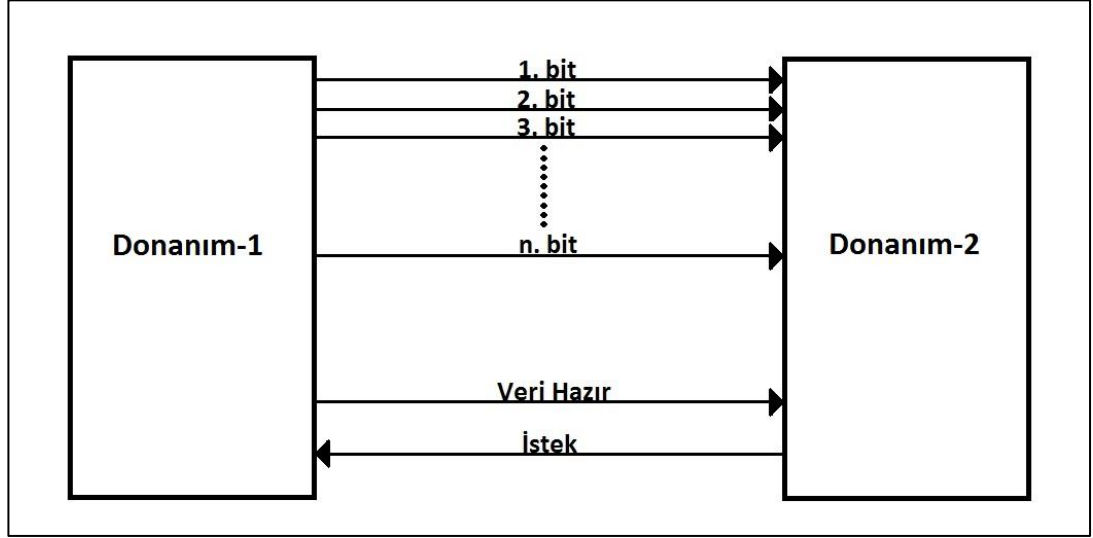 1. bit
2. bit
3. bit
Donanım-1
n. bit
Donanım-2
Veri Hazır
İstek